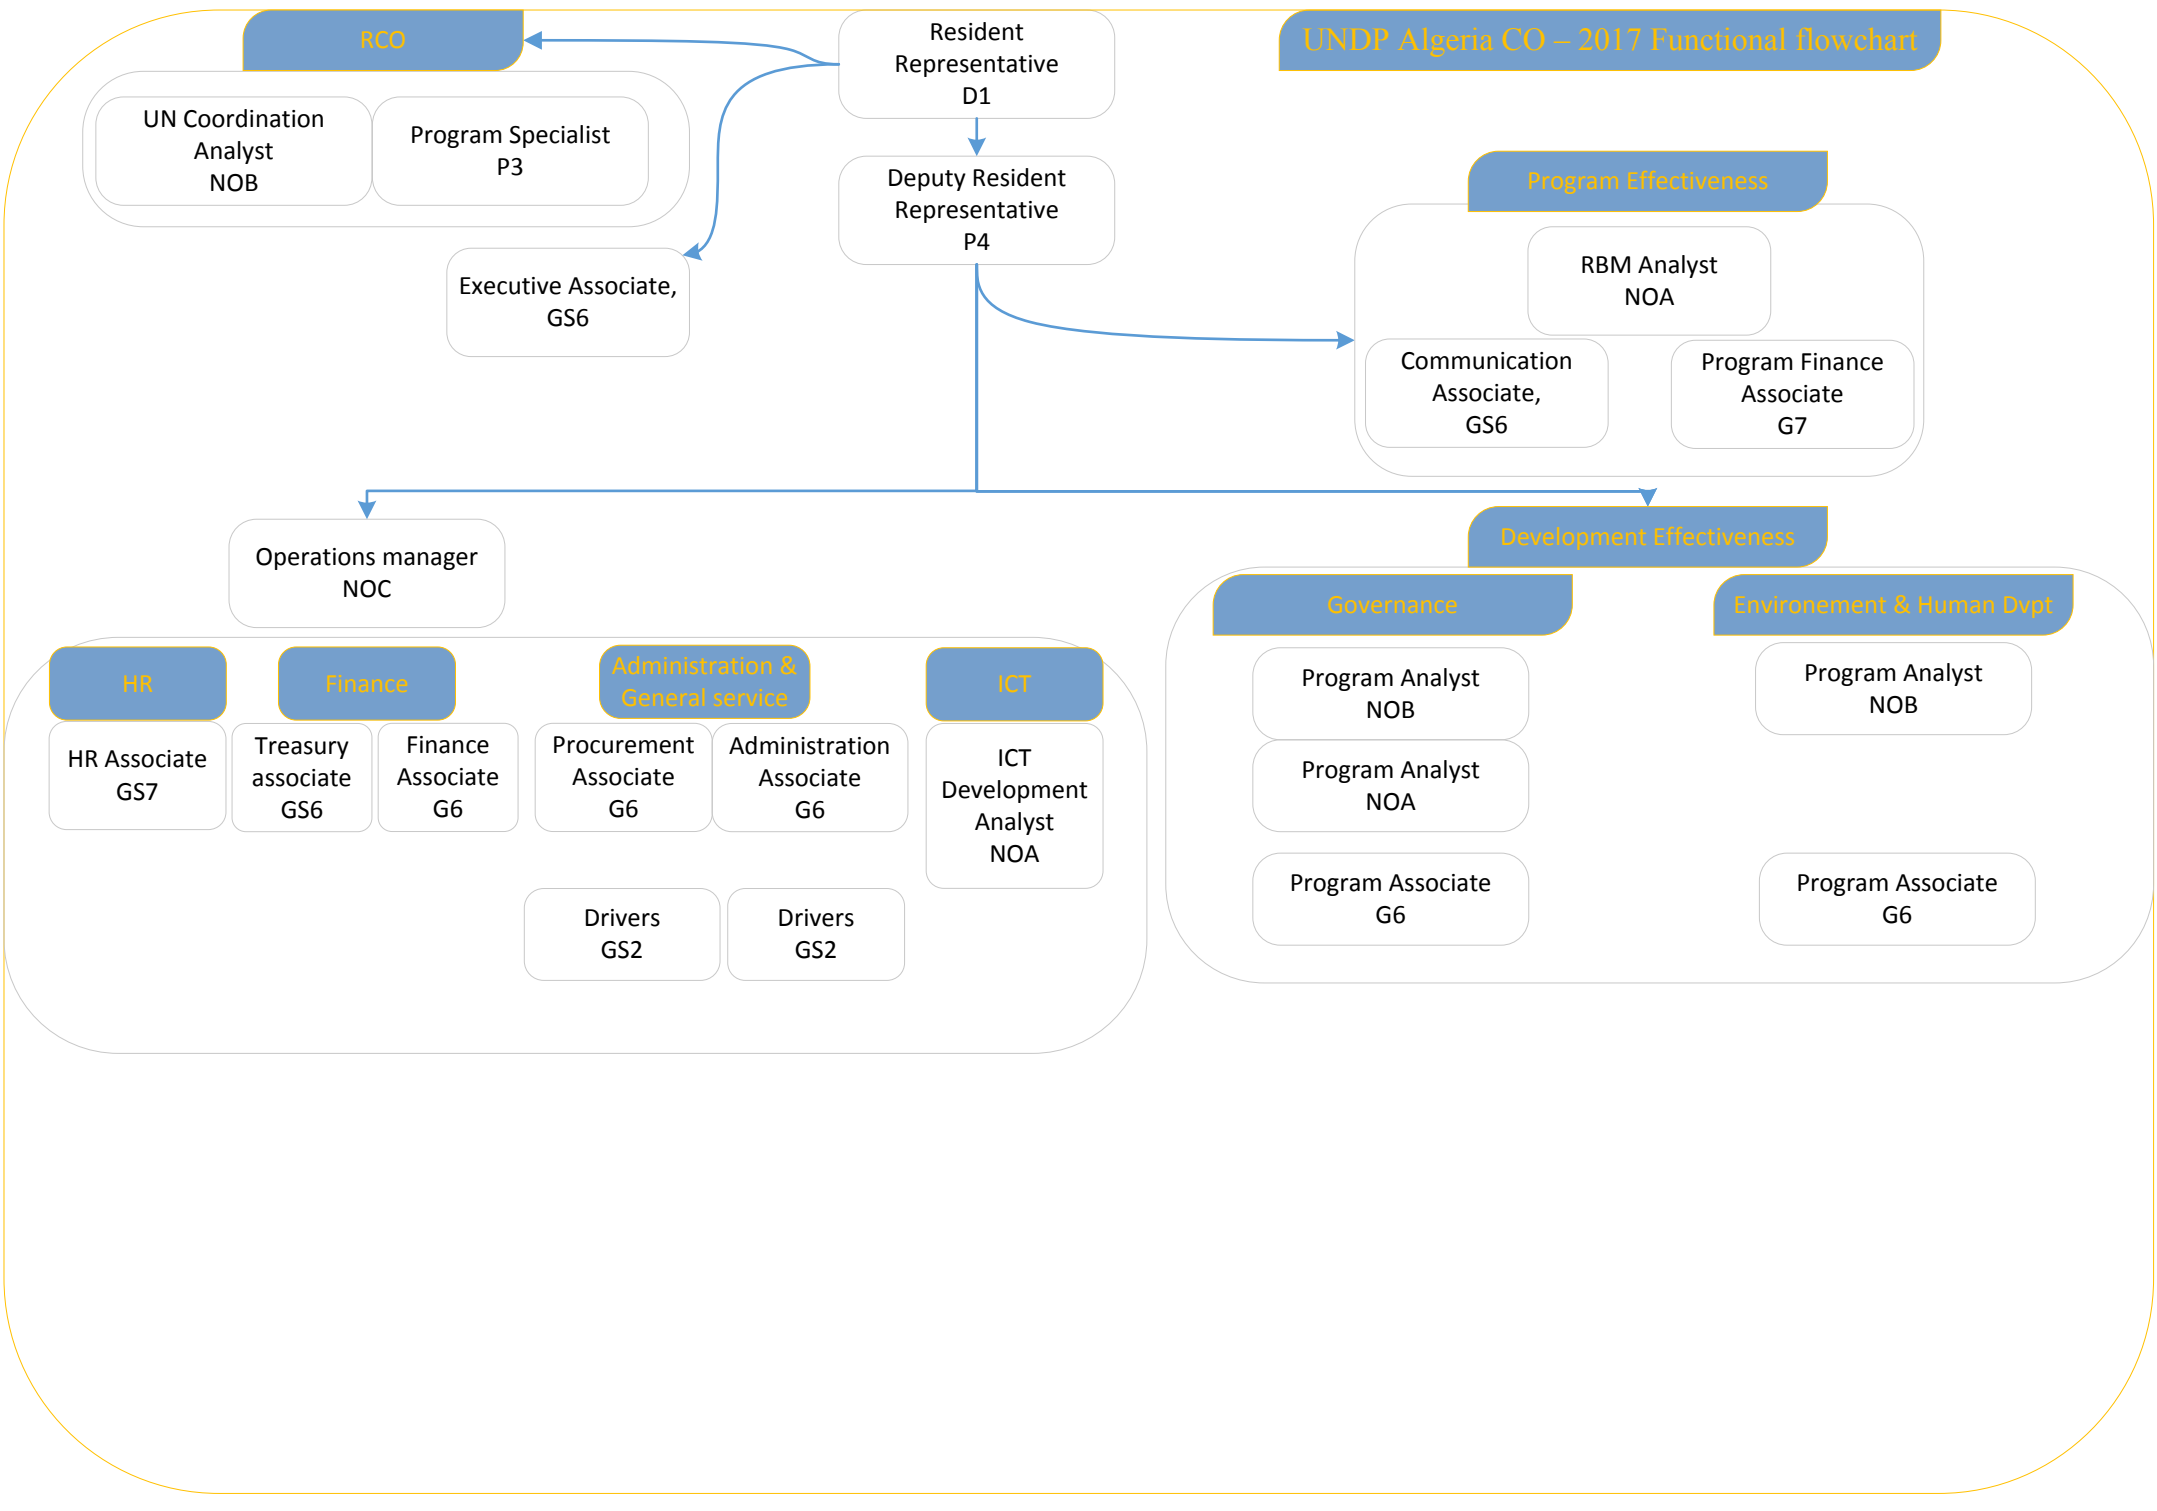 RCO
Resident
Representative
D1
UNDP Algeria CO – 2017 Functional flowchart
UN Coordination
Analyst
NOB
Program Specialist
P3
Deputy Resident
Representative
P4
Executive Associate,
GS6
Program Effectiveness
RBM Analyst
NOA
Communication
Associate,
GS6
Program Finance
Associate
G7
Operations manager
NOC
HR
HR Associate
GS7
Finance
Treasury
associate
GS6
Finance
Associate
G6
Administration &
General service
Procurement
Associate
G6
Administration
Associate
G6
Drivers
GS2
Drivers
GS2
ICT
ICT
Development
Analyst
NOA
Development Effectiveness
Governance
Program Analyst
NOB
Program Analyst
NOA
Program Associate
G6
Environement & Human Dvpt
Program Analyst
NOB
Program Associate
G6